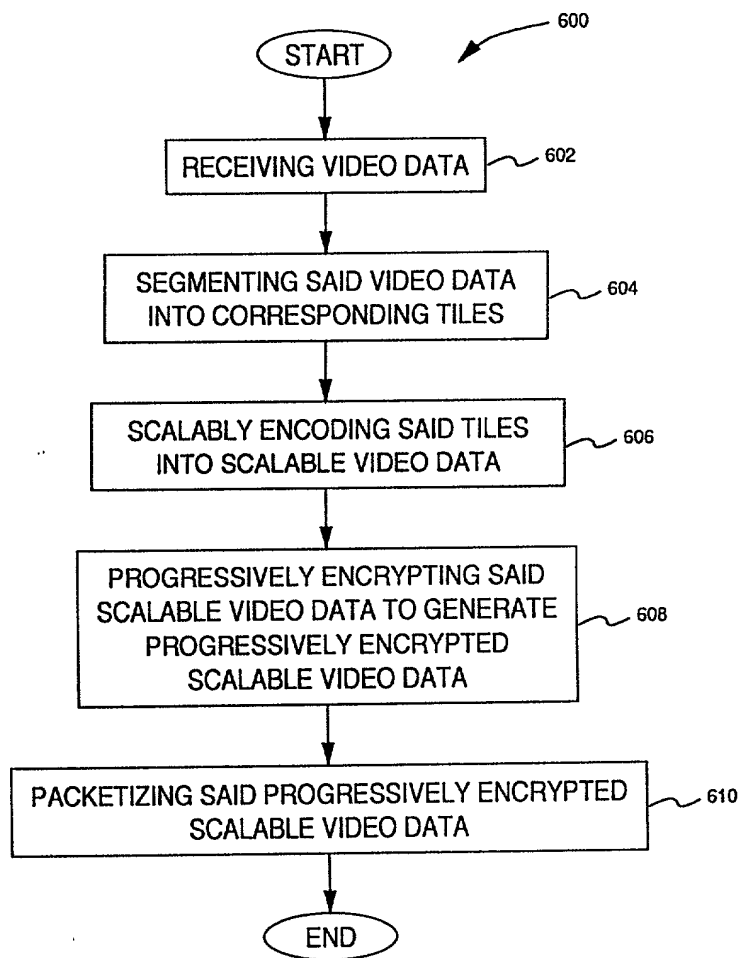 600
START
RECEIVING VIDEO DATA
602
SEGMENTING SAID VIDEO DATA
INTO CORRESPONDING TILES
604
SCALABLY ENCODING SAID TILES
INTO SCALABLE VIDEO DATA
606
PROGRESSIVELY ENCRYPTING SAID
SCALABLE VIDEO DATA TO GENERATE
PROGRESSIVELY ENCRYPTED
SCALABLE VIDEO DATA
608
PACKETIZING SAID PROGRESSIVELY ENCRYPTED
SCALABLE VIDEO DATA
610
END